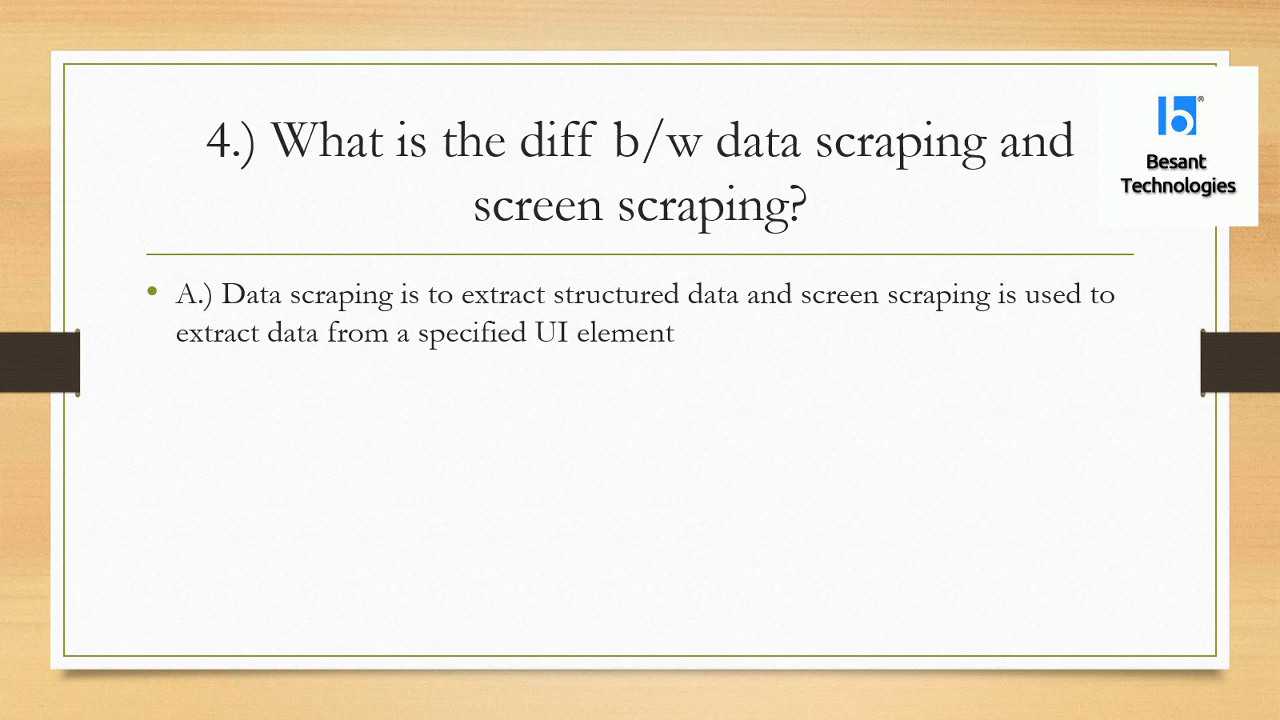 4.) What is the diff b/w data scraping and
screen scraping?
b®
Besant
Technologies
• A.) Data scraping is to extract structured data and screen scraping is used to
extract data from a specified UI element